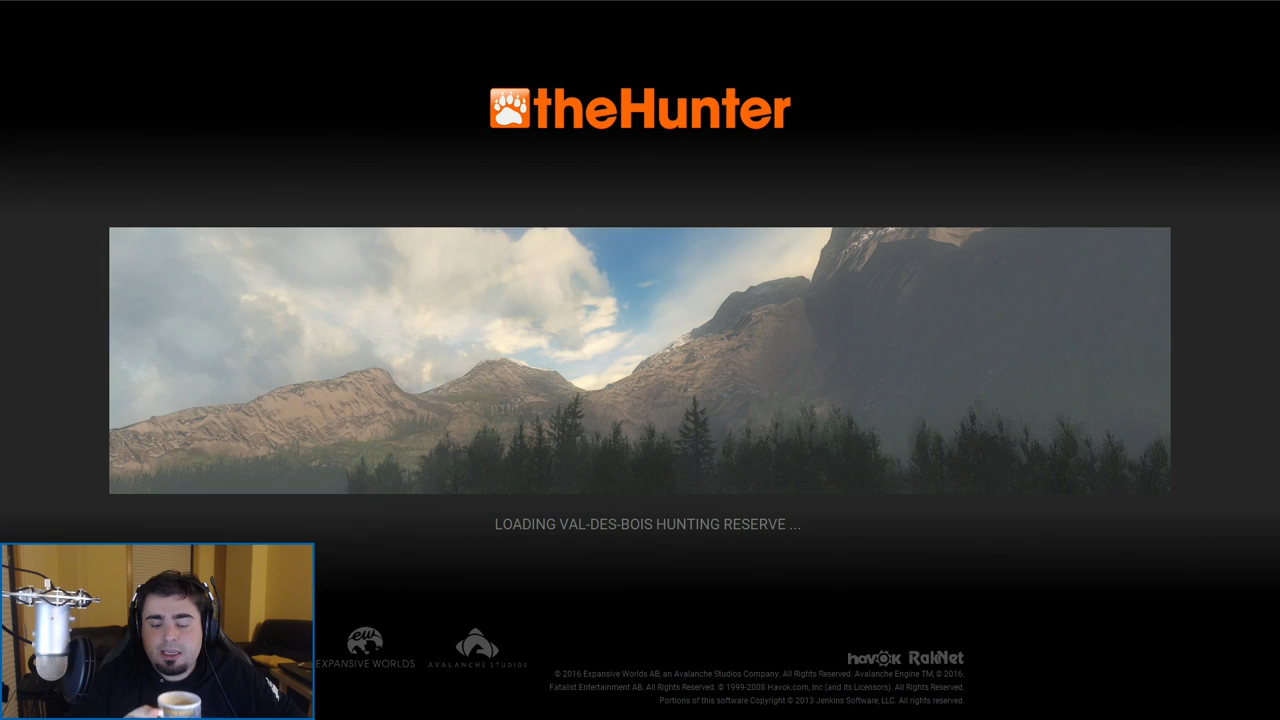 theHunter
LOADING VAL-DES-BOIS HUNTING RESERVE ...
ew
EXPANSIVE WORLDS
AVALANCHE STUDIOS
havok RakNet
© 2016 Expansive Worlds AB, an Avalanche Studios Company. All Rights Reserved. Avalanche Engine TM, © 2016.
Fatalist Entertainment AB. All Rights Reserved. © 1999-2008 Havok.com, Inc (and its Licensors). All Rights Reserved.
Portions of this software Copyright © 2013 Jenkins Software, LLC. All rights reserved.